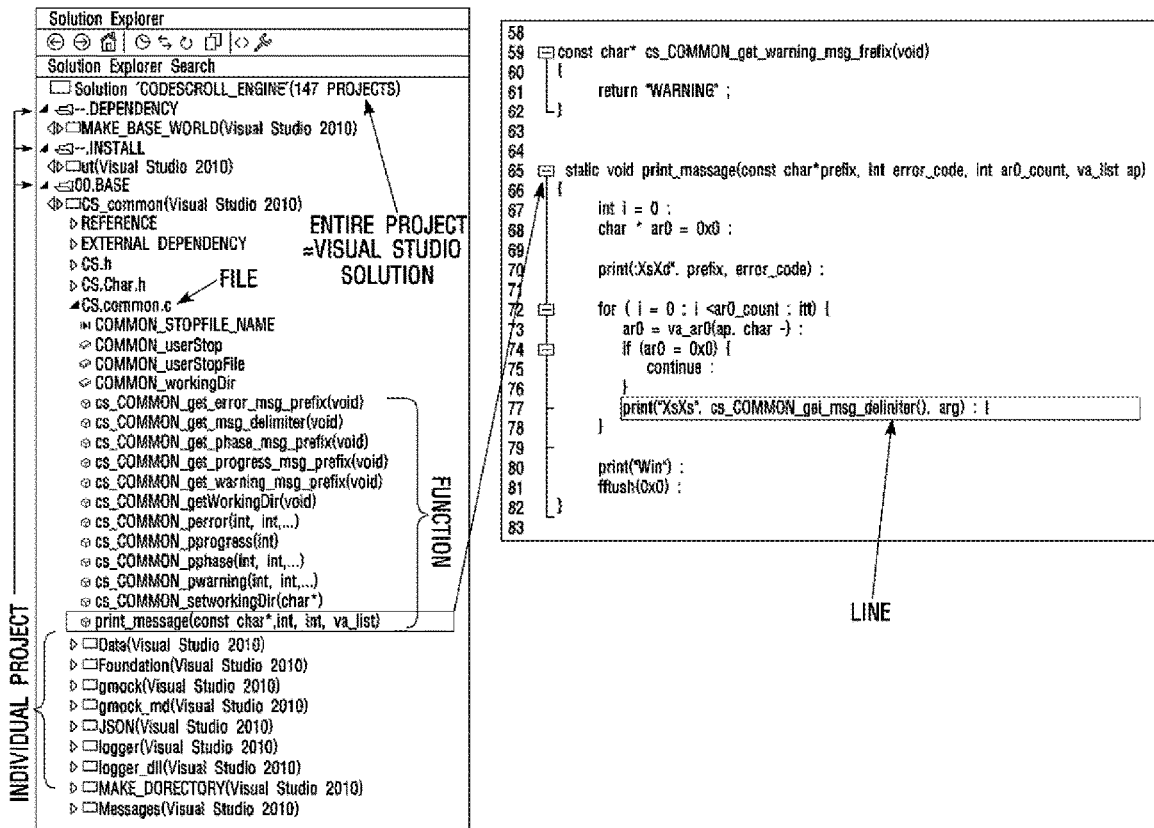 Solution Explorer
Solution Explorer Search
Solution 'CODESCROLL_ENGINE'(147 PROJECTS)
--.DEPENDENCY
MAKE_BASE_WORLD(Visual Studio 2010)
--.INSTALL
ut(Visual Studio 2010)
00.BASE
CS_common(Visual Studio 2010)
REFERENCE
EXTERNAL DEPENDENCY
CS.h
CS.Char.h
CS.common.c
COMMON_STOPFILE_NAME
COMMON_userStop
COMMON_userStopFile
COMMON_workingDir
cs_COMMON_get_error_msg_prefix(void)
cs_COMMON_get_msg_delimiter(void)
cs_COMMON_get_phase_msg_prefix(void)
cs_COMMON_get_progress_msg_prefix(void)
cs_COMMON_get_warning_msg_prefix(void)
cs_COMMON_getWorkingDir(void)
cs_COMMON_perror(int, int,...)
cs_COMMON_pprogress(int)
cs_COMMON_pphase(int, int,...)
cs_COMMON_pwarning(int, int,...)
cs_COMMON_setworkingDir(char*)
print_message(const char*,int, int, va_list)
Data(Visual Studio 2010)
Foundation(Visual Studio 2010)
gmock(Visual Studio 2010)
gmock_md(Visual Studio 2010)
JSON(Visual Studio 2010)
logger(Visual Studio 2010)
logger_dll(Visual Studio 2010)
MAKE_DORECTORY(Visual Studio 2010)
Messages(Visual Studio 2010)
INDIVIDUAL PROJECT
ENTIRE PROJECT
≈VISUAL STUDIO
SOLUTION
FILE
FUNCTION
58
59 const char* cs_COMMON_get_warning_msg_frefix(void)
60 {
61 return "WARNING" ;
62 }
63
64
65 static void print_massage(const char*prefix, int error_code, int ar0_count, va_list ap)
66 {
67 int i = 0 ;
68 char * ar0 = 0x0 ;
69
70 print(:XsXd". prefix, error_code) :
71
72 for ( i = 0 : i <ar0_count : itt) {
73 ar0 = va_ar0(ap. char -) :
74 if (ar0 = 0x0) {
75 continue :
76 }
77 print("XsXs". cs_COMMON_gei_msg_deliniter(). arg) : {
78 }
79
80 print("Win") :
81 fftush(0x0) :
82 }
83
LINE